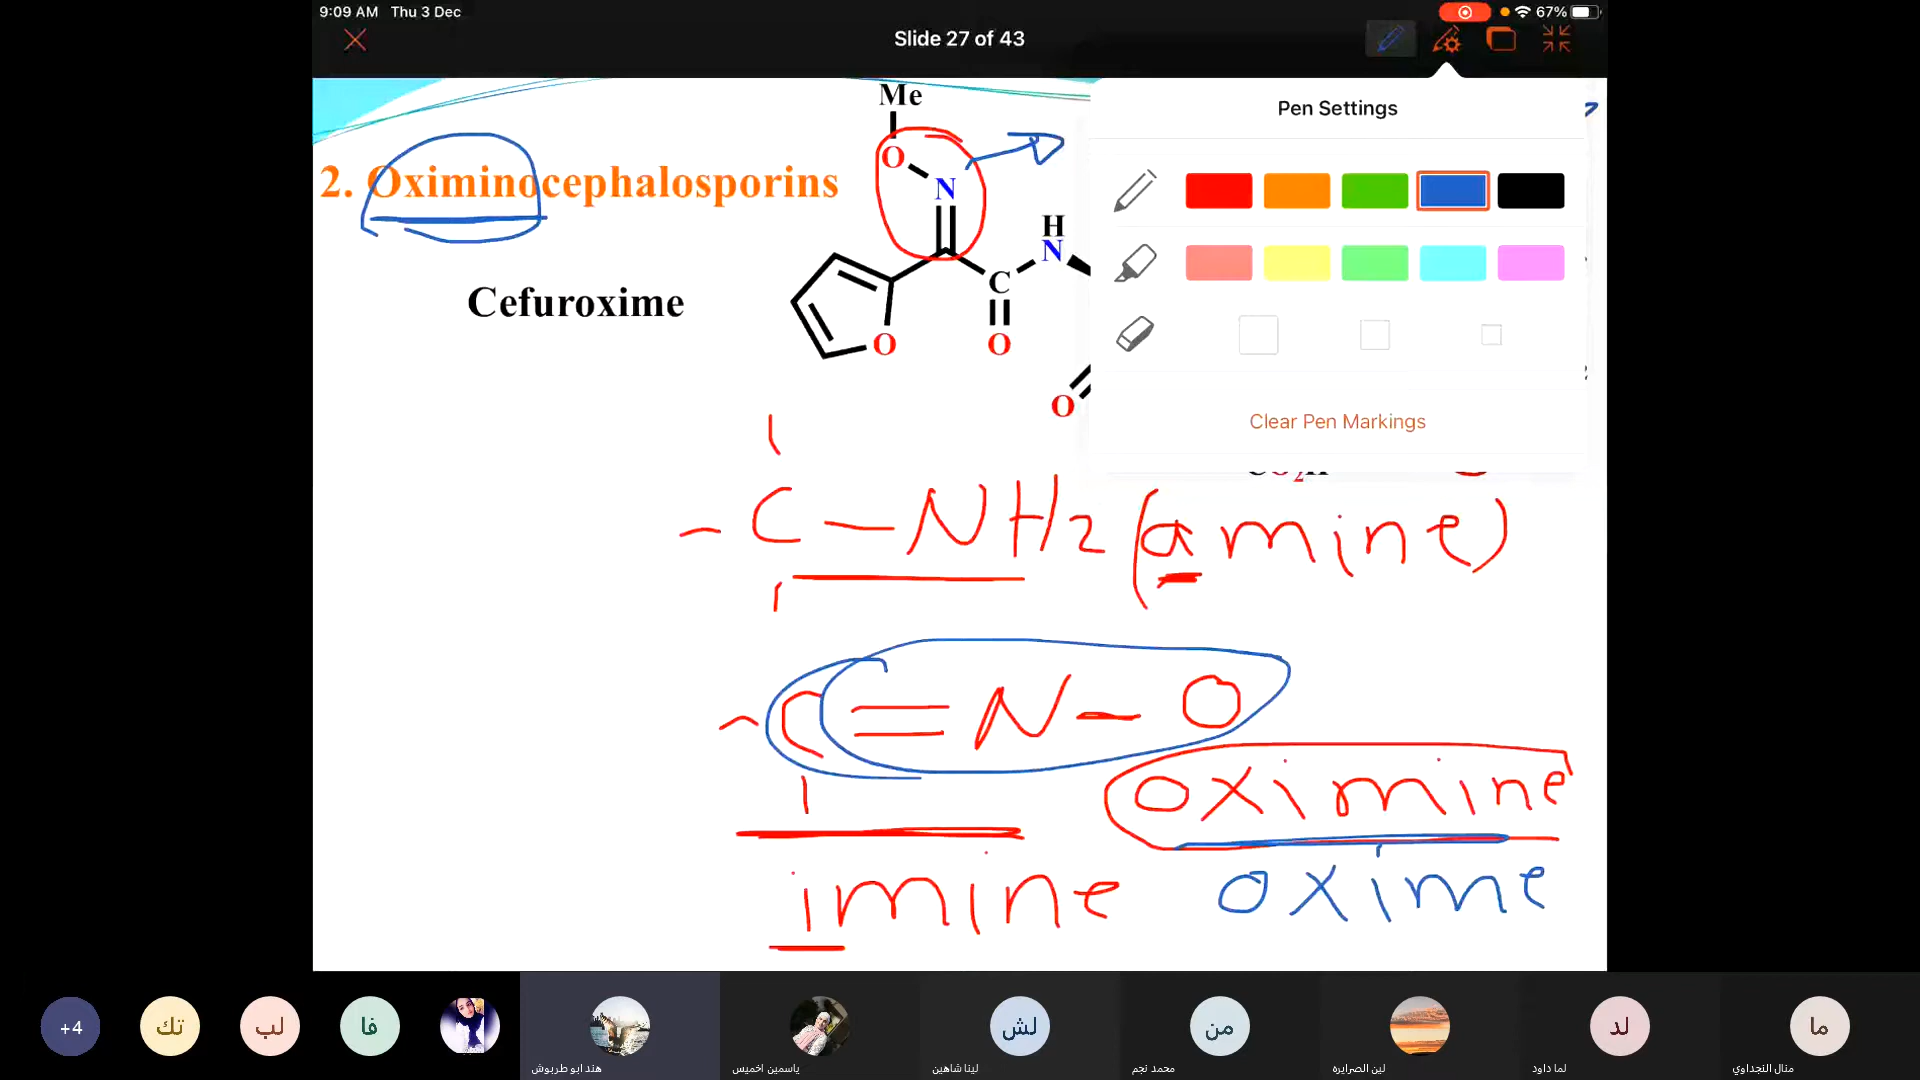 9:09 AM Thu 3 Dec
67%
Slide 27 of 43
Pen Settings
Me
O
N
2. Oximinocephalosporins
H
N
Cefuroxime
C
O
O
O
Clear Pen Markings
C - NH2 (amine)
- C = N - O
oximine
imine
oxime
+4
تك
لب
فا
هند ابو طربوش
ياسمين اخميس
لش
لينا شاهين
من
محمد نجم
لين الصرايره
لد
لما داود
ما
منال النجداوي